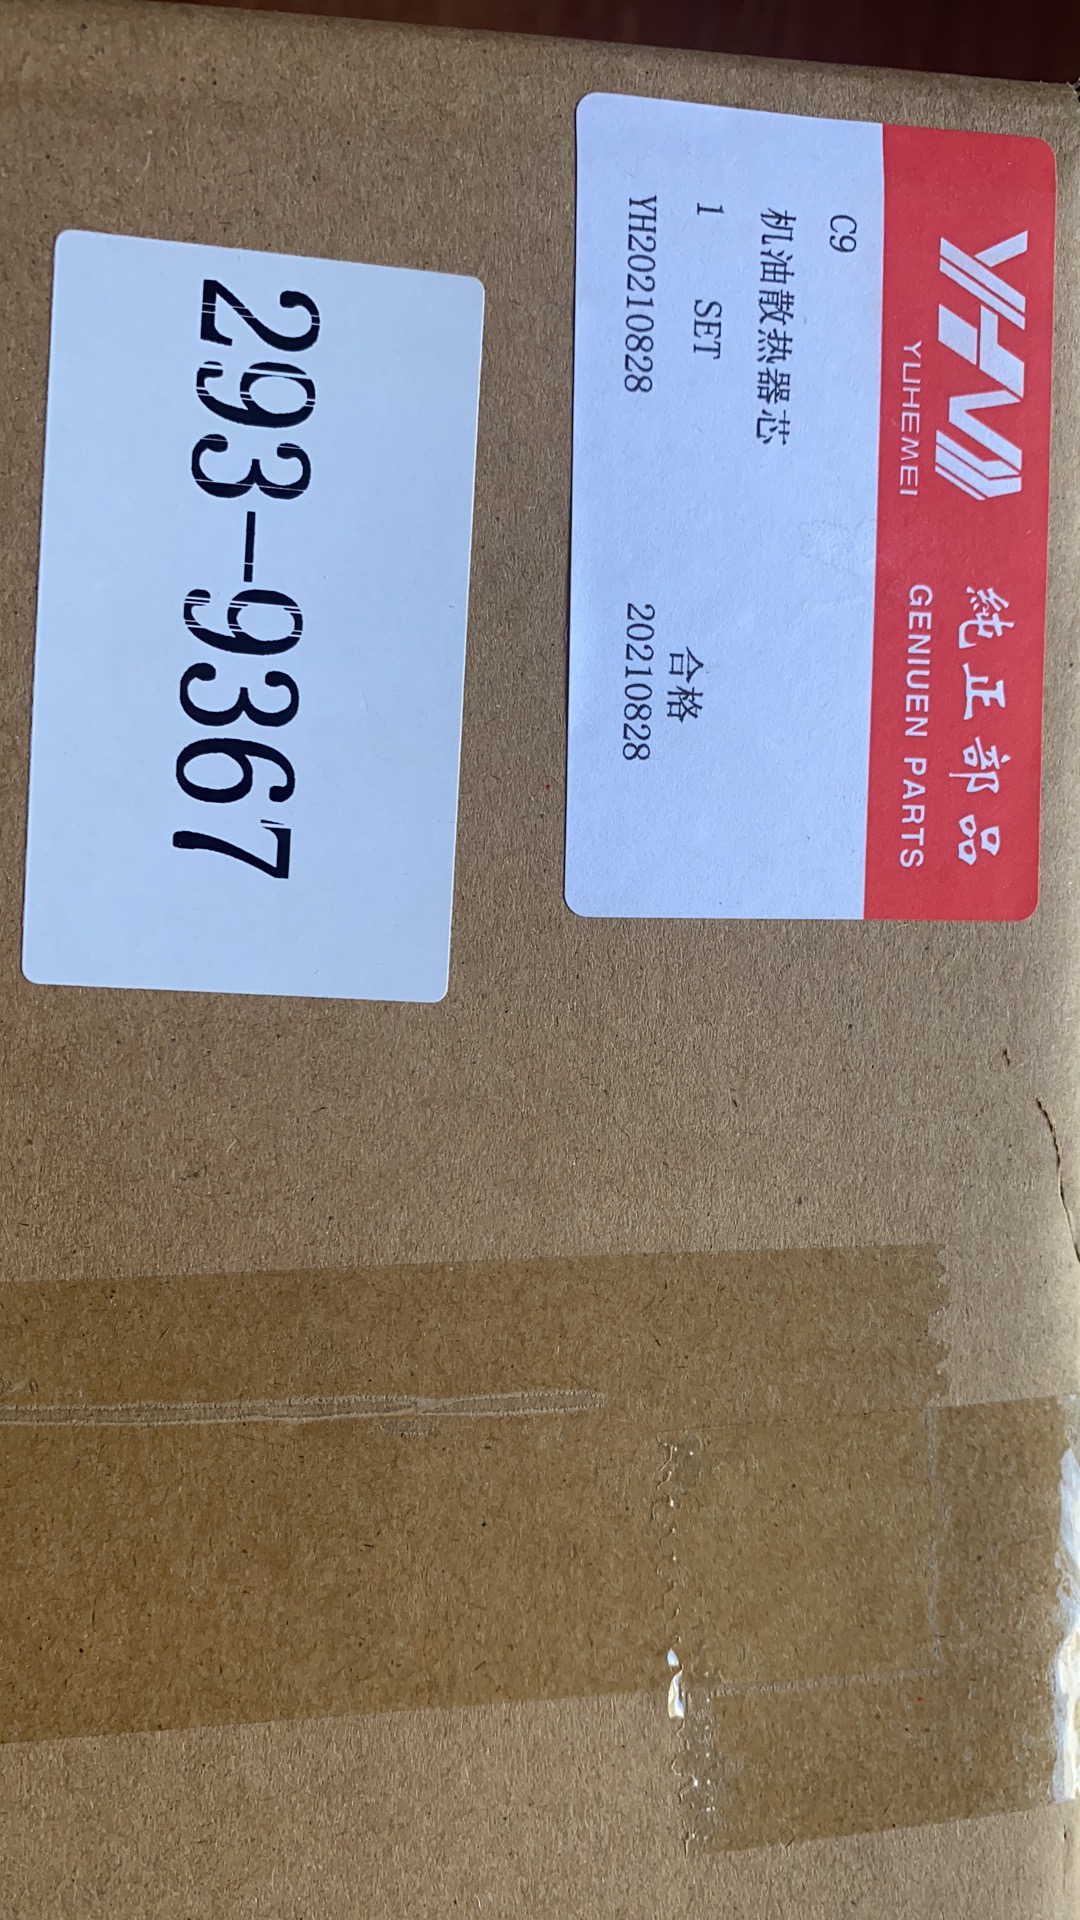 YHM
YUHEMEI
純正部品
GENIUEN PARTS
C9
机油散热器芯
1 SET
合格
YH20210828 20210828
293-9367